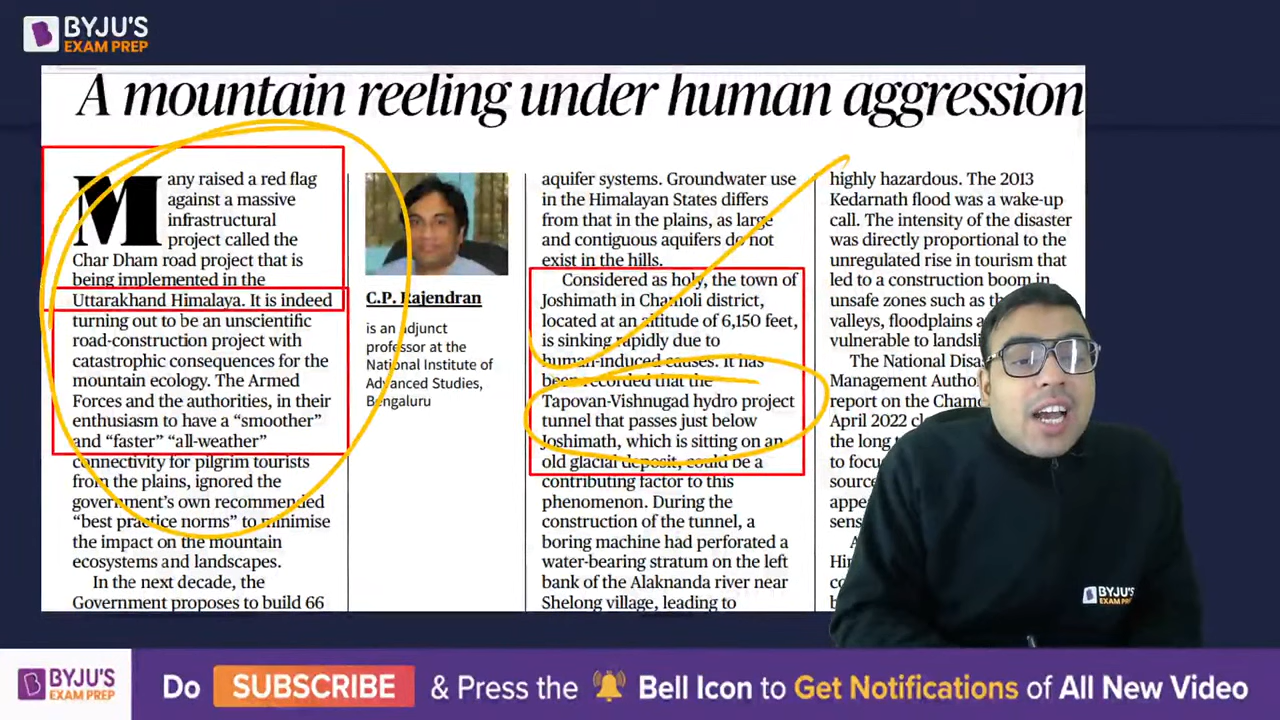 BYJU'S
EXAM PREP
A mountain reeling under human aggression
Many raised a red flag
against a massive
infrastructural
project called the
Char Dham road project that is
being implemented in the
Uttarakhand Himalaya. It is indeed
turning out to be an unscientific
road-construction project with
catastrophic consequences for the
mountain ecology. The Armed
Forces and the authorities, in their
enthusiasm to have a “smoother”
and “faster” “all-weather”
connectivity for pilgrim tourists
from the plains, ignored the
government’s own recommended
“best practice norms” to minimise
the impact on the mountain
ecosystems and landscapes.
In the next decade, the
Government proposes to build 66
C.P. Rajendran
is an adjunct
professor at the
National Institute of
Advanced Studies,
Bengaluru
aquifer systems. Groundwater use
in the Himalayan States differs
from that in the plains, as large
and contiguous aquifers do not
exist in the hills.
Considered as holy, the town of
Joshimath in Chamoli district,
located at an altitude of 6,150 feet,
is sinking rapidly due to
human-induced causes. It has
been recorded that the
Tapovan-Vishnugad hydro project
tunnel that passes just below
Joshimath, which is sitting on an
old glacial deposit, could be a
contributing factor to this
phenomenon. During the
construction of the tunnel, a
boring machine had perforated a
water-bearing stratum on the left
bank of the Alaknanda river near
Shelong village, leading to
highly hazardous. The 2013
Kedarnath flood was a wake-up
call. The intensity of the disaster
was directly proportional to the
unregulated rise in tourism that
led to a construction boom in
unsafe zones such as
valleys, floodplains
vulnerable to
The National
Management
report on the
April 2022
the long
to
BYJU'S
EXAM PREP
BYJU'S
EXAM PREP
Do SUBSCRIBE & Press the Bell Icon to Get Notifications of All New Video